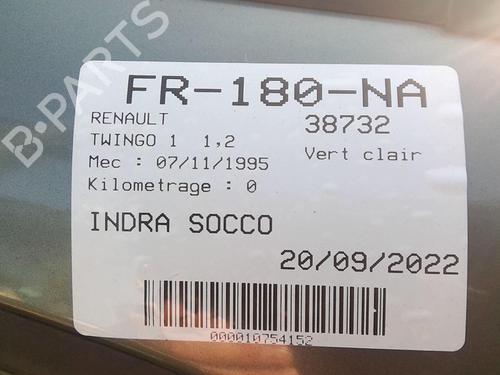 B-PARTS
FR-180-NA
RENAULT 38732
TWINGO 1 1,2
Mec : 07/11/1995 Vert clair
Kilometrage : 0
INDRA SOCCO
20/09/2022
000010754152